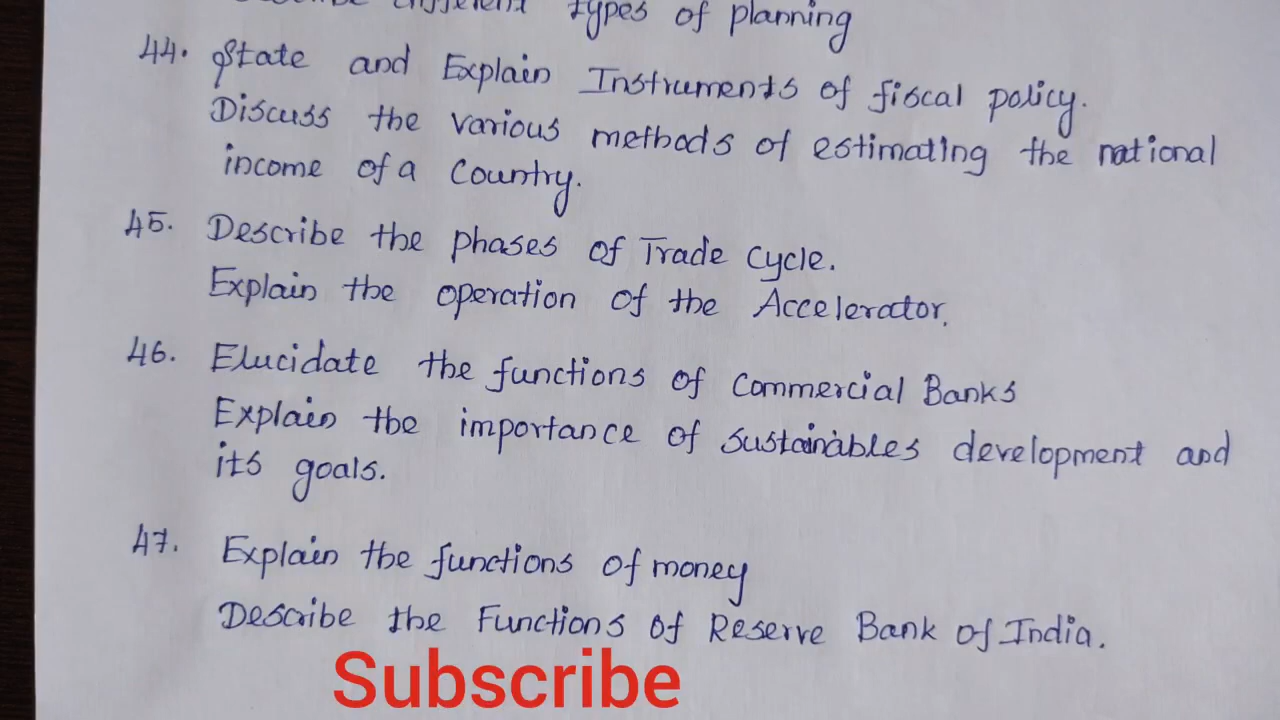 types of planning
44. State and Explain Instruments of fiscal policy.
Discuss the various methods of estimating the national
income of a Country.
45. Describe the phases of Trade Cycle.
Explain the operation of the Accelerator.
46. Elucidate the functions of Commercial Banks
Explain the importance of sustainables development and
its goals.
47. Explain the functions of money
Describe the Functions of Reserve Bank of India.
Subscribe